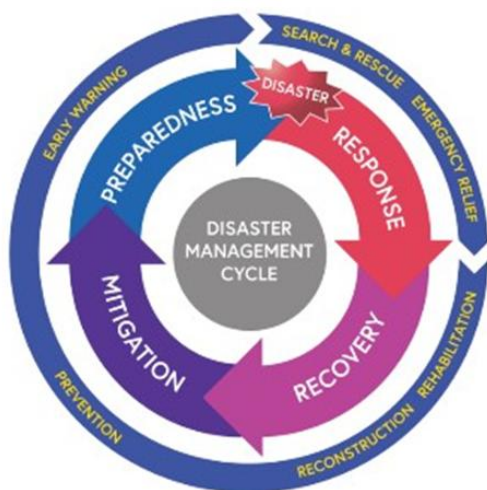 EARLY WARNING
SEARCH & RESCUE
EMERGENCY RELIEF
PREPAREDNESS
DISASTER
RESPONSE
DISASTER
MANAGEMENT
CYCLE
MITIGATION
RECOVERY
REHABILITATION
PREVENTION
RECONSTRUCTION